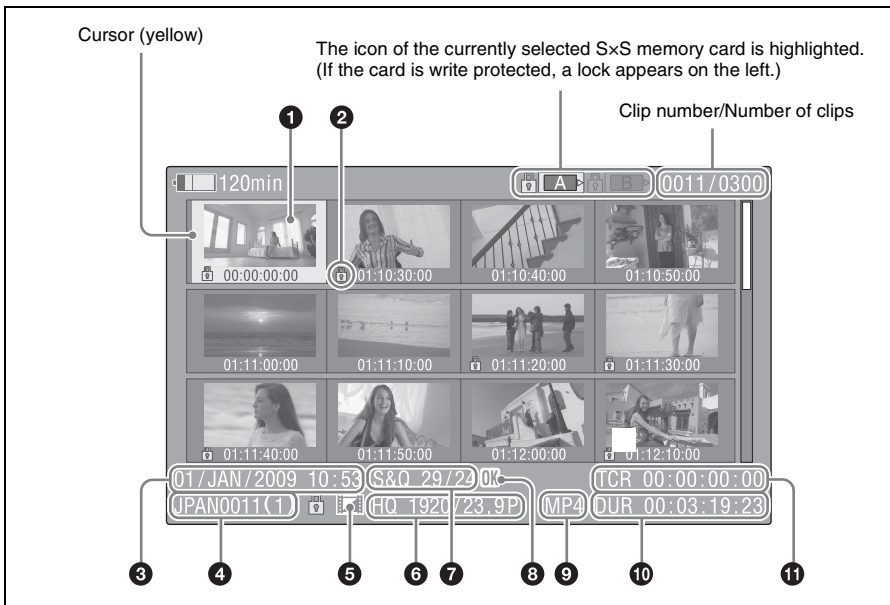 Cursor (yellow)
The icon of the currently selected S×S memory card is highlighted.
(If the card is write protected, a lock appears on the left.)
Clip number/Number of clips
1
2
120min
A
B
0011/0300
00:00:00:00
01:10:30:00
01:10:40:00
01:10:50:00
01:11:00:00
01:11:10:00
01:11:20:00
01:11:30:00
01:11:40:00
01:11:50:00
01:12:00:00
01:12:10:00
01/JAN/2009 10:53
S&Q 29/24
OK
TCR 00:00:00:00
JPAN0011(1)
HQ 1920/23.9P
MP4
DUR 00:03:19:23
3
4
5
6
7
8
9
10
11